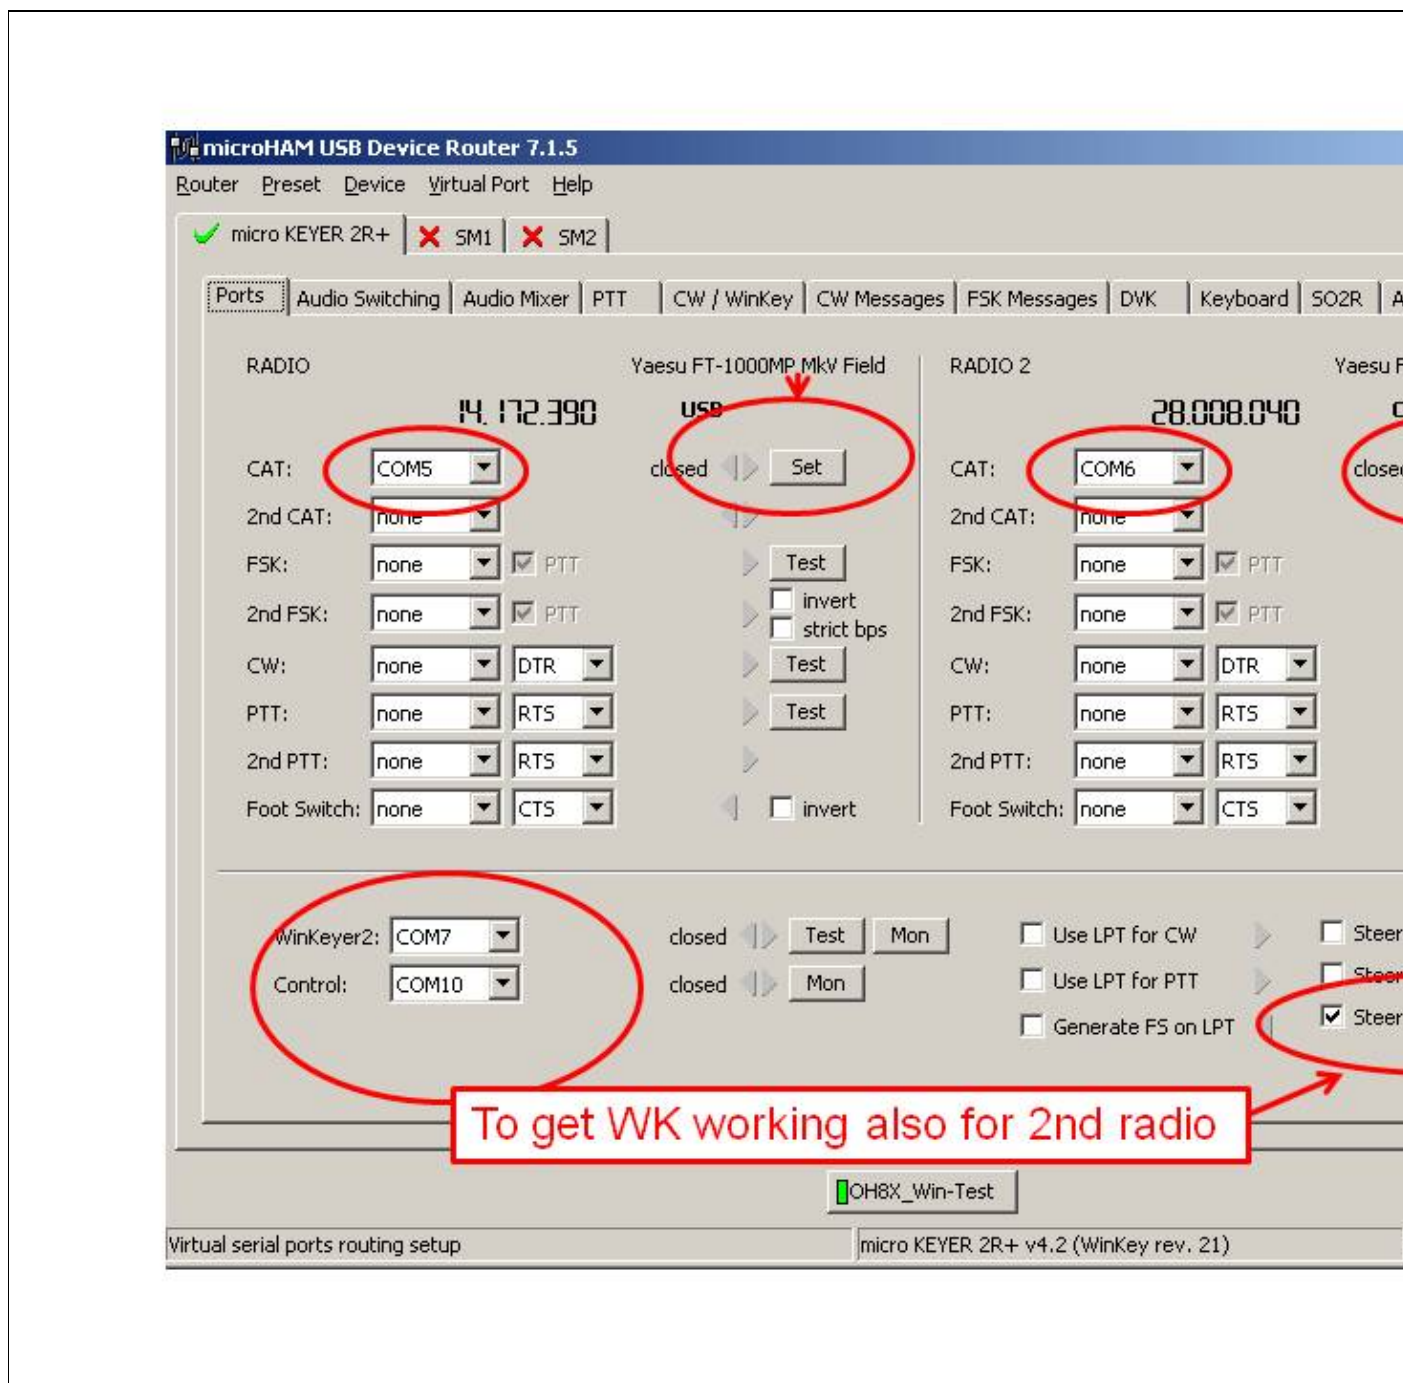 microHAM USB Device Router 7.1.5
Router Preset Device Virtual Port Help
micro KEYER 2R+ SM1 SM2
Ports Audio Switching Audio Mixer PTT CW / WinKey CW Messages FSK Messages DVK Keyboard SO2R
RADIO Yaesu FT-1000MP MkV Field RADIO 2 Yaesu
14.172.390 USB 28.008.040
CAT: COM5 closed Set CAT: COM6 closed
2nd CAT: none 2nd CAT: none
FSK: none PTT Test FSK: none PTT
2nd FSK: none PTT invert 2nd FSK: none PTT
strict bps
CW: none DTR Test CW: none DTR
PTT: none RTS Test PTT: none RTS
2nd PTT: none RTS 2nd PTT: none RTS
Foot Switch: none CTS invert Foot Switch: none CTS
WinKeyer2: COM7 closed Test Mon Use LPT for CW Steer
Control: COM10 closed Mon Use LPT for PTT Steer
Generate FS on LPT Steer
To get WK working also for 2nd radio
OH8X_Win-Test
Virtual serial ports routing setup micro KEYER 2R+ v4.2 (WinKey rev. 21)